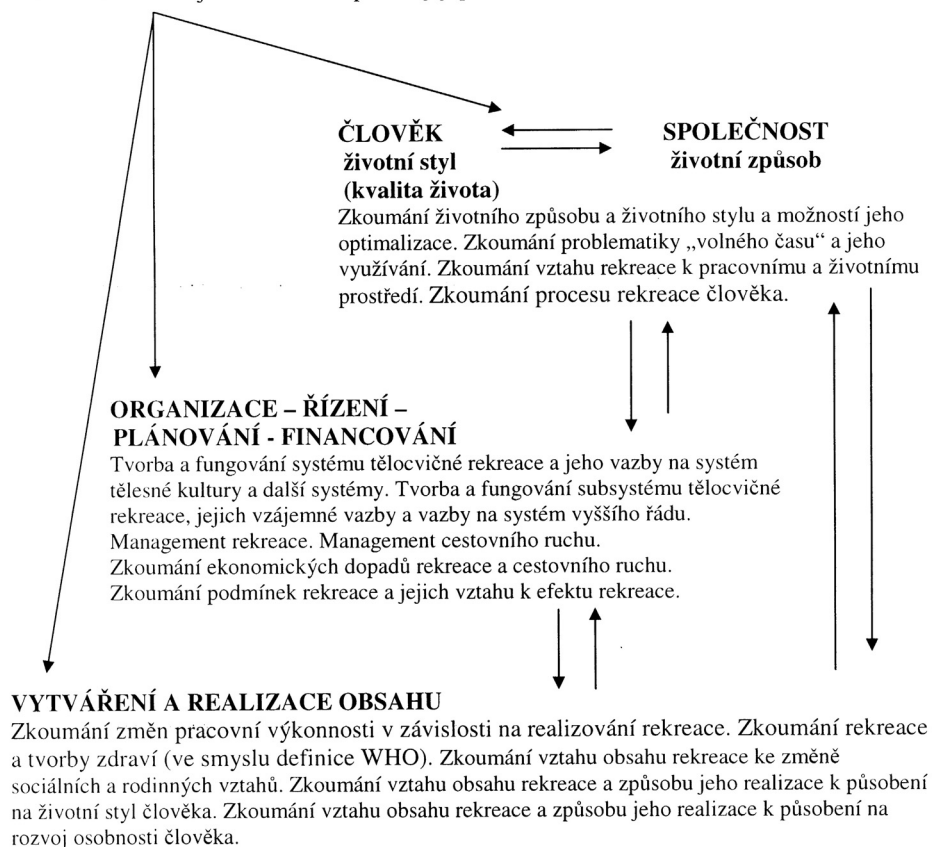 ČLOVĚK
SPOLEČNOST
životní styl
životní způsob
(kvalita života)
Zkoumání životního způsobu a životního stylu a možností jeho
optimalizace. Zkoumání problematiky „volného času“ a jeho
využívání. Zkoumání vztahu rekreace k pracovnímu a životnímu
prostředí. Zkoumání procesu rekreace člověka.
ORGANIZACE – ŘÍZENÍ –
PLÁNOVÁNÍ - FINANCOVÁNÍ
Tvorba a fungování systému tělocvičné rekreace a jeho vazby na systém
tělesné kultury a další systémy. Tvorba a fungování subsystému tělocvičné
rekreace, jejich vzájemné vazby a vazby na systém vyššího řádu.
Management rekreace. Management cestovního ruchu.
Zkoumání ekonomických dopadů rekreace a cestovního ruchu.
Zkoumání podmínek rekreace a jejich vztahu k efektu rekreace.
VYTVÁŘENÍ A REALIZACE OBSAHU
Zkoumání změn pracovní výkonnosti v závislosti na realizování rekreace. Zkoumání rekreace
a tvorby zdraví (ve smyslu definice WHO). Zkoumání vztahu obsahu rekreace ke změně
sociálních a rodinných vztahů. Zkoumání vztahu obsahu rekreace a způsobu jeho realizace k působení
na životní styl člověka. Zkoumání vztahu obsahu rekreace a způsobu jeho realizace k působení na
rozvoj osobnosti člověka.